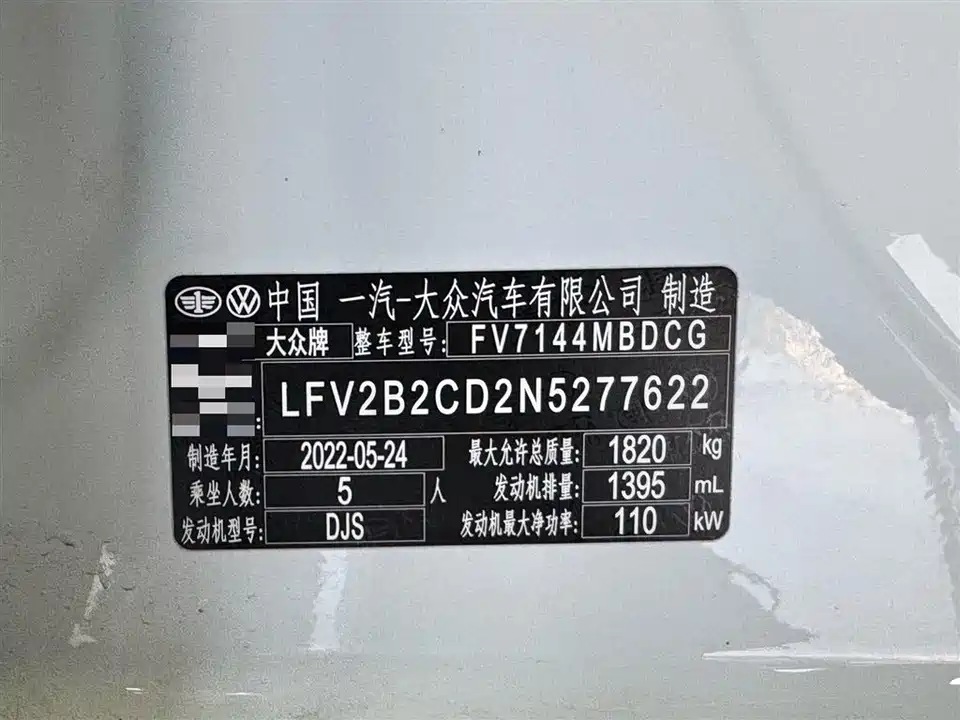 中国 一汽-大众汽车有限公司 制造
大众牌 整车型号: FV7144MBDCG
: LFV2B2CD2N5277622
制造年月: 2022-05-24 最大允许总质量: 1820 kg
乘坐人数: 5 人 发动机排量: 1395 mL
发动机型号: DJS 发动机最大净功率: 110 kW